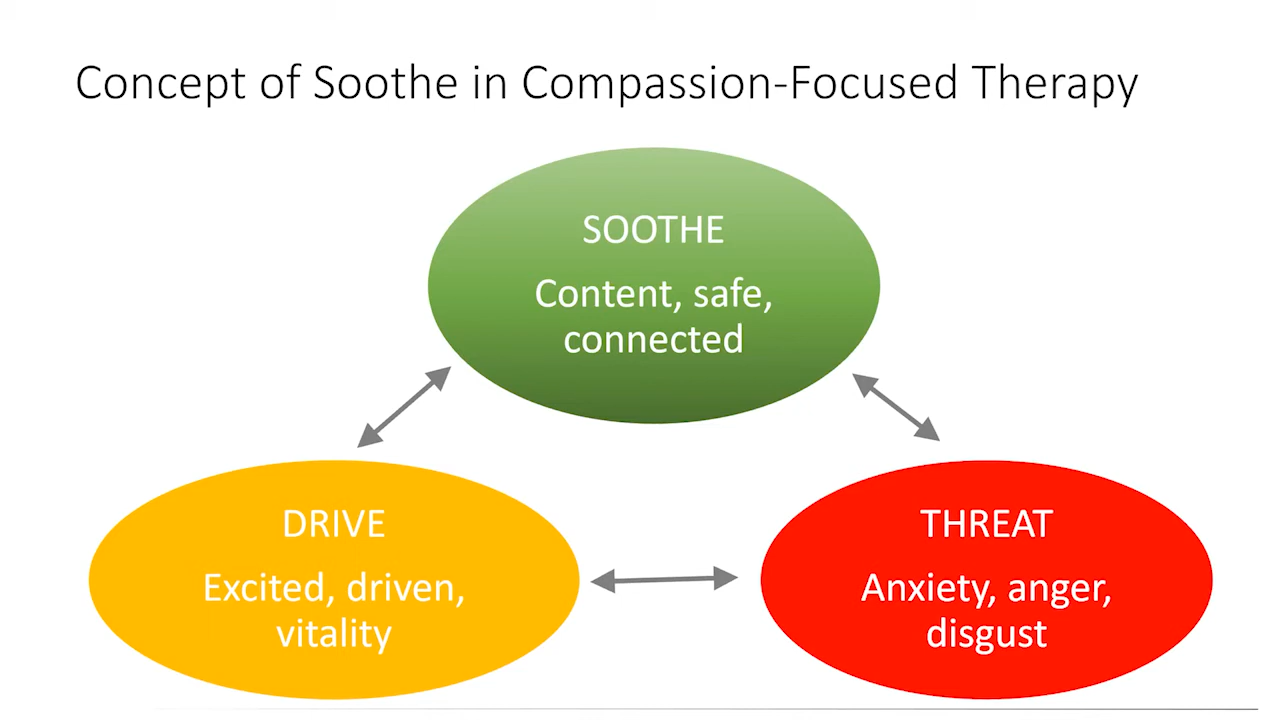 Concept of Soothe in Compassion-Focused Therapy
SOOTHE
Content, safe,
connected
DRIVE
Excited, driven,
vitality
THREAT
Anxiety, anger,
disgust